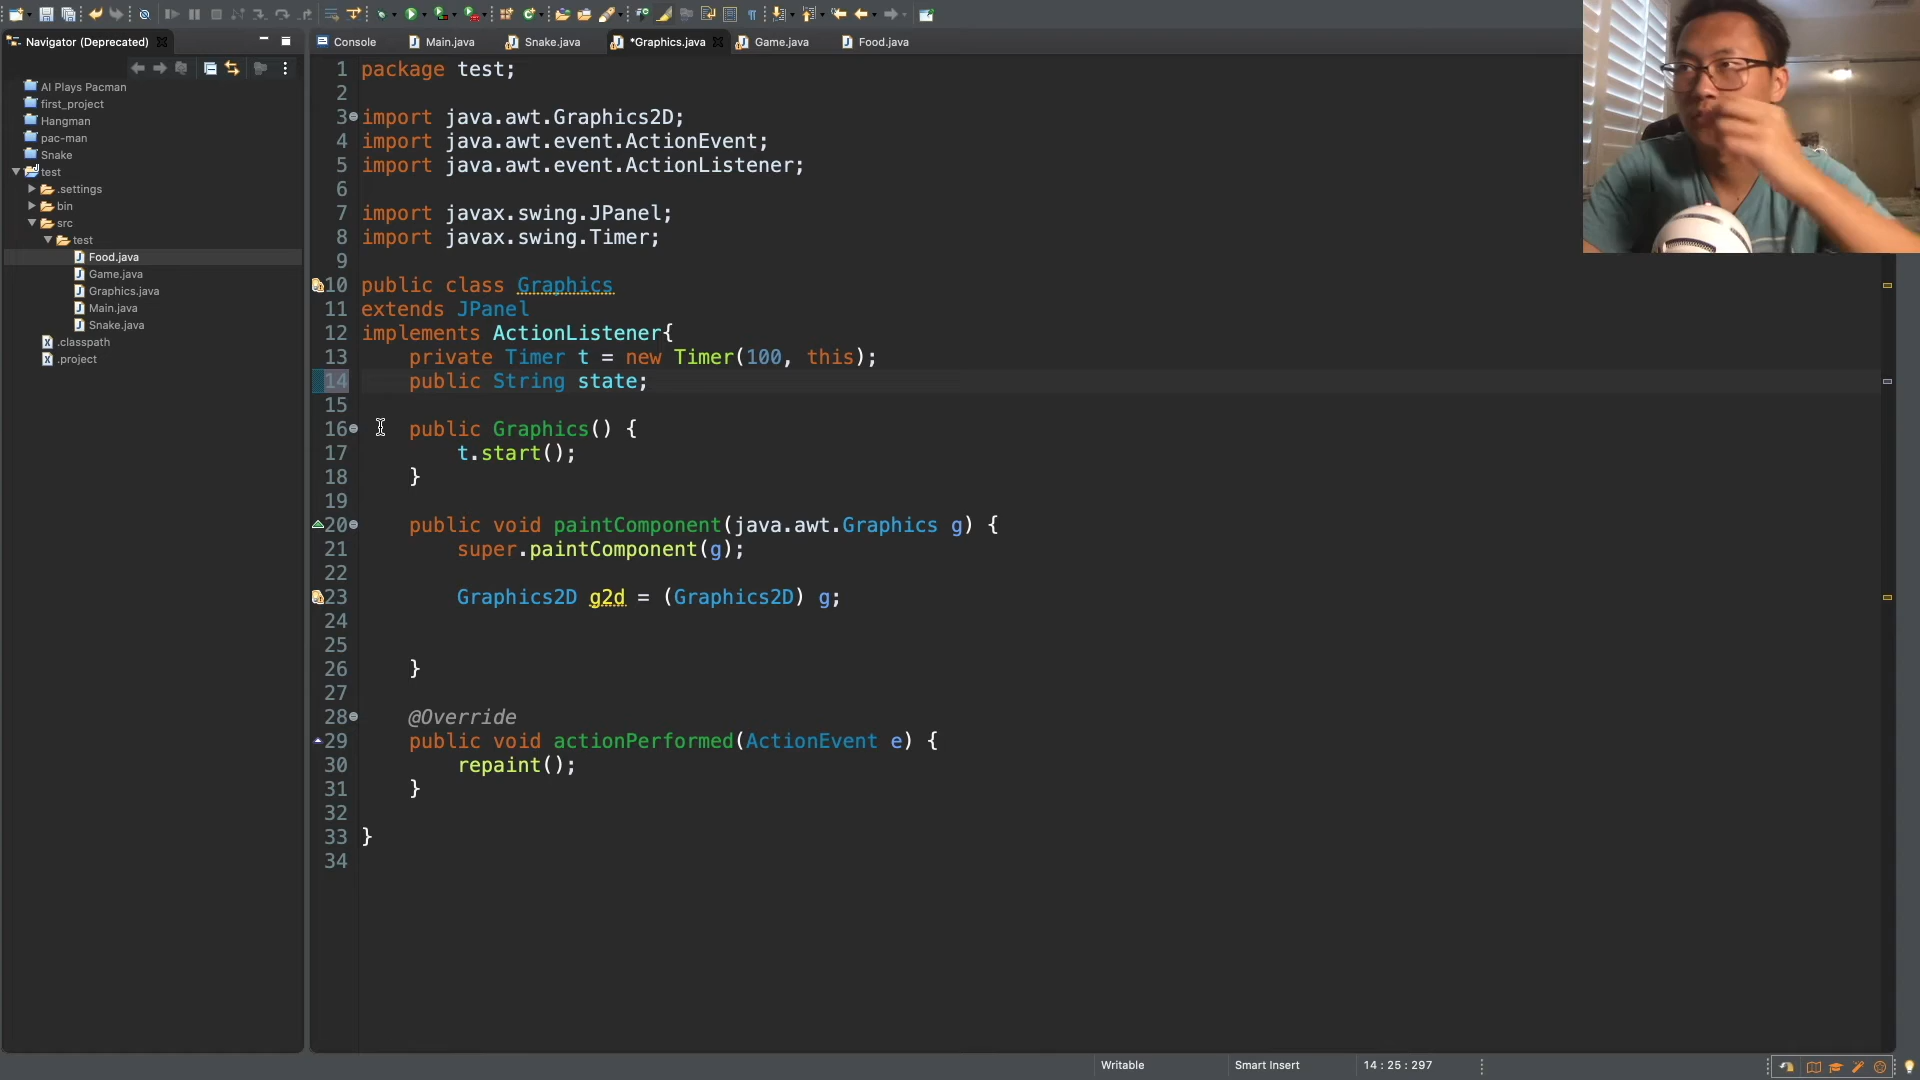 Navigator (Deprecated)
Console
Main.java
Snake.java
*Graphics.java
Game.java
Food.java
AI Plays Pacman
first_project
Hangman
pac-man
Snake
test
.settings
bin
src
test
Food.java
Game.java
Graphics.java
Main.java
Snake.java
.classpath
.project
1 package test;
2
3 import java.awt.Graphics2D;
4 import java.awt.event.ActionEvent;
5 import java.awt.event.ActionListener;
6
7 import javax.swing.JPanel;
8 import javax.swing.Timer;
9
10 public class Graphics
11 extends JPanel
12 implements ActionListener{
13 private Timer t = new Timer(100, this);
14 public String state;
15
16 public Graphics() {
17 t.start();
18 }
19
20 public void paintComponent(java.awt.Graphics g) {
21 super.paintComponent(g);
22
23 Graphics2D g2d = (Graphics2D) g;
24
25
26 }
27
28 @Override
29 public void actionPerformed(ActionEvent e) {
30 repaint();
31 }
32
33 }
34
Writable
Smart Insert
14 : 25 : 297